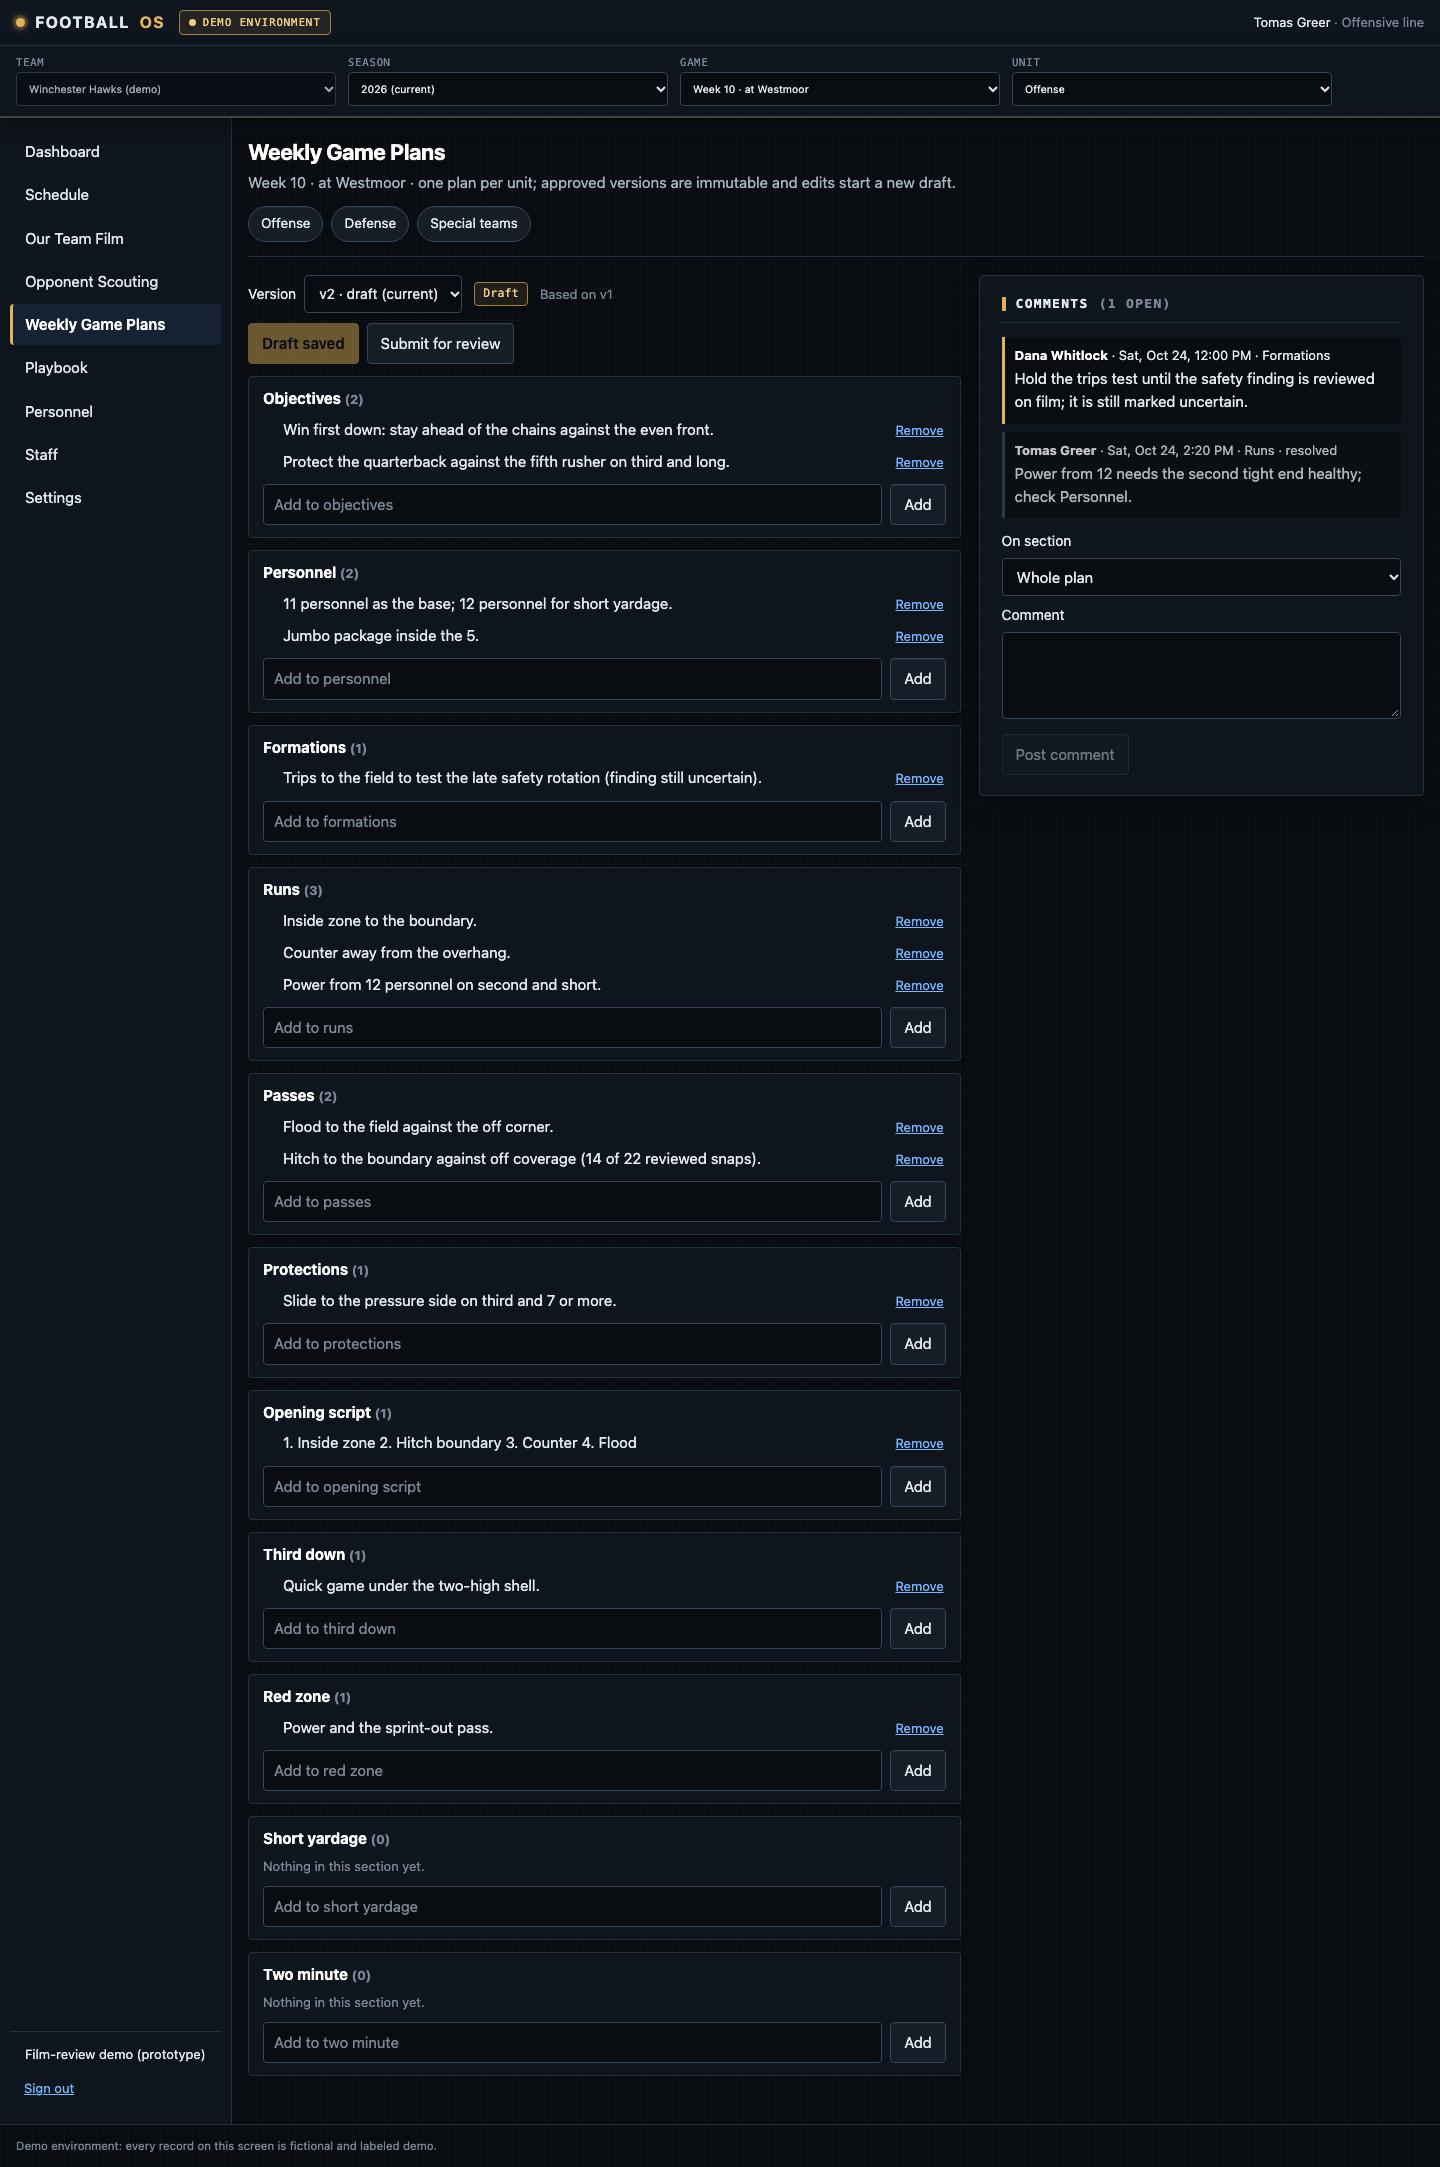 FOOTBALL OS
DEMO ENVIRONMENT
Tomas Greer · Offensive line
TEAM
Winchester Hawks (demo)
SEASON
2026 (current)
GAME
Week 10 · at Westmoor
UNIT
Offense
Dashboard
Schedule
Our Team Film
Opponent Scouting
Weekly Game Plans
Playbook
Personnel
Staff
Settings
Film-review demo (prototype)
Sign out
Weekly Game Plans
Week 10 · at Westmoor · one plan per unit; approved versions are immutable and edits start a new draft.
Offense
Defense
Special teams
Version
v2 · draft (current)
Draft
Based on v1
Draft saved
Submit for review
Objectives (2)
Win first down: stay ahead of the chains against the even front.
Remove
Protect the quarterback against the fifth rusher on third and long.
Remove
Add to objectives
Add
Personnel (2)
11 personnel as the base; 12 personnel for short yardage.
Remove
Jumbo package inside the 5.
Remove
Add to personnel
Add
Formations (1)
Trips to the field to test the late safety rotation (finding still uncertain).
Remove
Add to formations
Add
Runs (3)
Inside zone to the boundary.
Remove
Counter away from the overhang.
Remove
Power from 12 personnel on second and short.
Remove
Add to runs
Add
Passes (2)
Flood to the field against the off corner.
Remove
Hitch to the boundary against off coverage (14 of 22 reviewed snaps).
Remove
Add to passes
Add
Protections (1)
Slide to the pressure side on third and 7 or more.
Remove
Add to protections
Add
Opening script (1)
1. Inside zone 2. Hitch boundary 3. Counter 4. Flood
Remove
Add to opening script
Add
Third down (1)
Quick game under the two-high shell.
Remove
Add to third down
Add
Red zone (1)
Power and the sprint-out pass.
Remove
Add to red zone
Add
Short yardage (0)
Nothing in this section yet.
Add to short yardage
Add
Two minute (0)
Nothing in this section yet.
Add to two minute
Add
COMMENTS (1 OPEN)
Dana Whitlock · Sat, Oct 24, 12:00 PM · Formations
Hold the trips test until the safety finding is reviewed
on film; it is still marked uncertain.
Tomas Greer · Sat, Oct 24, 2:20 PM · Runs · resolved
Power from 12 needs the second tight end healthy;
check Personnel.
On section
Whole plan
Comment
Post comment
Demo environment: every record on this screen is fictional and labeled demo.